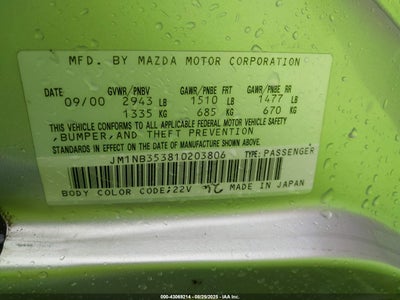 MFD. BY MAZDA MOTOR CORPORATION
DATE GVWR/PNBV GAWR/PNBE FR GAWR/PNBE RR
09/00 2943 LB 1510 LB 1477 LB
1335 KG 685 KG 670 KG
THIS VEHICLE CONFORMS TO ALL APPLICABLE FEDERAL MOTOR VEHICLE SAFETY
, BUMPER, AND THEFT PREVENTION
STANDARDS IN EFFECT ON THE DATE OF MANUFACTURE SHOWN ABOVE.
JM1NB353810203806 TYPE: PASSENGER
BODY COLOR CODE: 22V MADE IN JAPAN
000-43069214 - 08/29/2025 - IAA Inc.